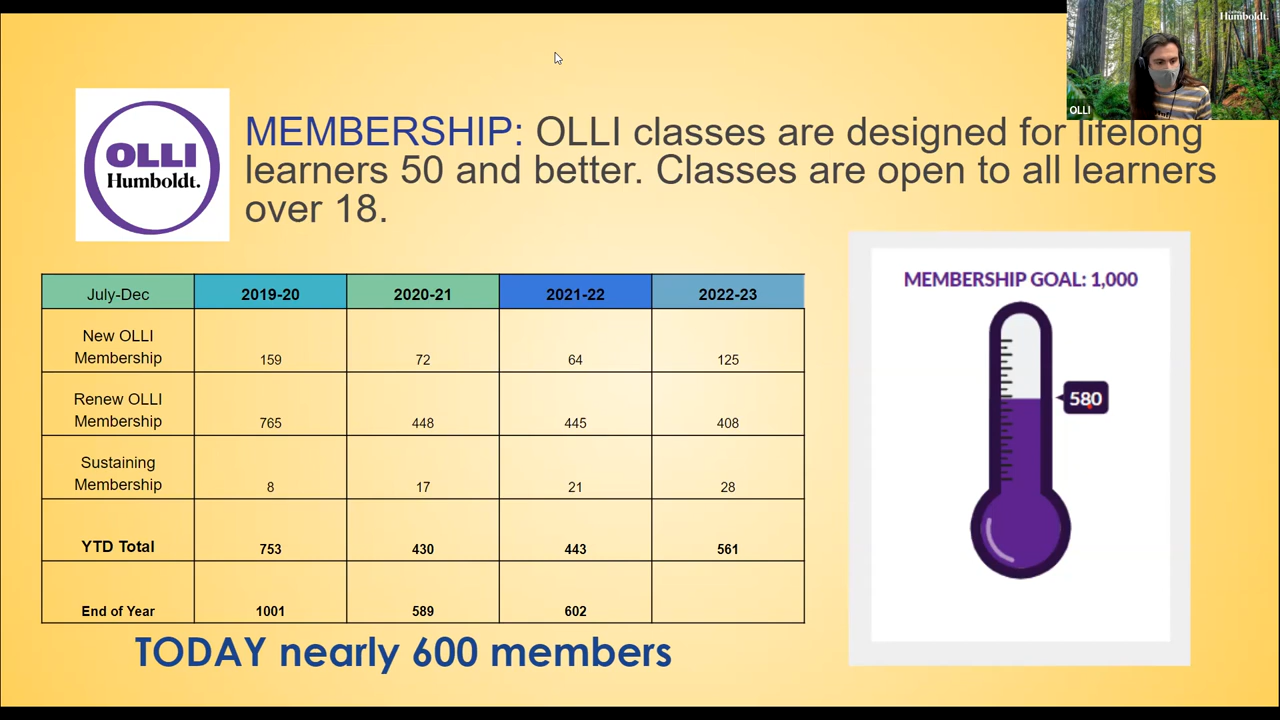 Humboldt.
OLLI
OLLI
Humboldt.
MEMBERSHIP: OLLI classes are designed for lifelong
learners 50 and better. Classes are open to all learners
over 18.
July-Dec 2019-20 2020-21 2021-22 2022-23
New OLLI
Membership 159 72 64 125
Renew OLLI
Membership 765 448 445 408
Sustaining
Membership 8 17 21 28
YTD Total 753 430 443 561
End of Year 1001 589 602
TODAY nearly 600 members
MEMBERSHIP GOAL: 1,000
580